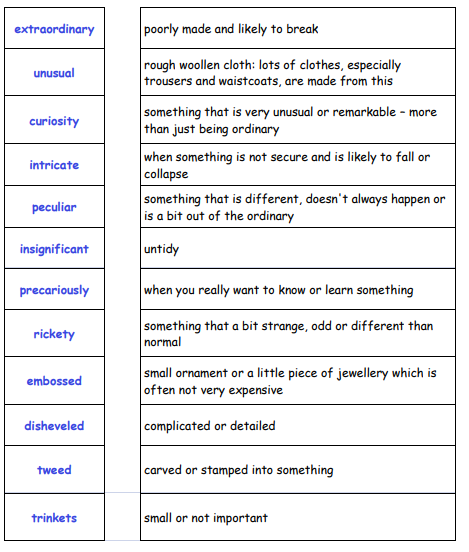 extraordinary
poorly made and likely to break
unusual
rough woollen cloth: lots of clothes, especially
trousers and waistcoats, are made from this
curiosity
something that is very unusual or remarkable – more
than just being ordinary
intricate
when something is not secure and is likely to fall or
collapse
peculiar
something that is different, doesn't always happen or
is a bit out of the ordinary
insignificant
untidy
precariously
when you really want to know or learn something
rickety
something that a bit strange, odd or different than
normal
embossed
small ornament or a little piece of jewellery which is
often not very expensive
disheveled
complicated or detailed
tweed
carved or stamped into something
trinkets
small or not important